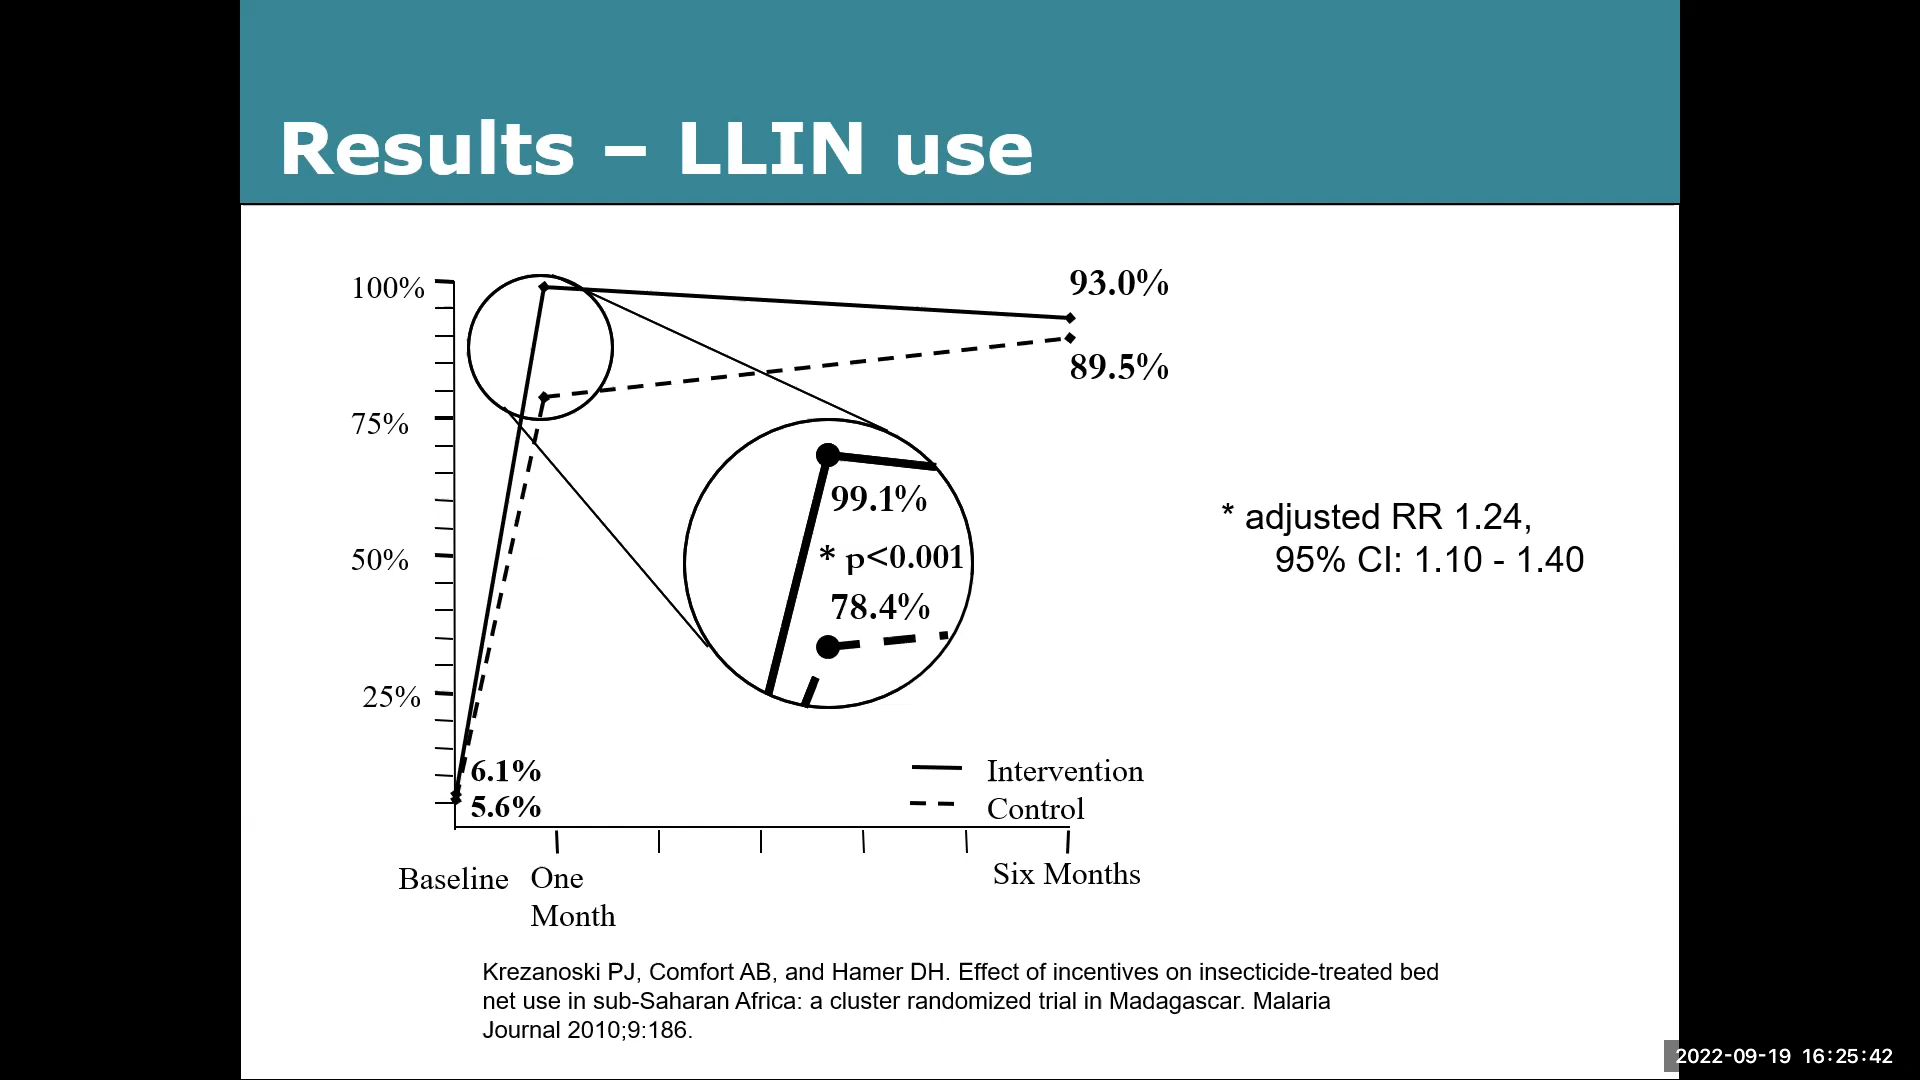 Results – LLIN use
100%
75%
50%
25%
93.0%
89.5%
99.1%
* p<0.001
78.4%
* adjusted RR 1.24,
95% CI: 1.10 - 1.40
6.1%
5.6%
Intervention
Control
Baseline
One
Month
Six Months
Krezanoski PJ, Comfort AB, and Hamer DH. Effect of incentives on insecticide-treated bed
net use in sub-Saharan Africa: a cluster randomized trial in Madagascar. Malaria
Journal 2010;9:186.
2022-09-19 16:25:42